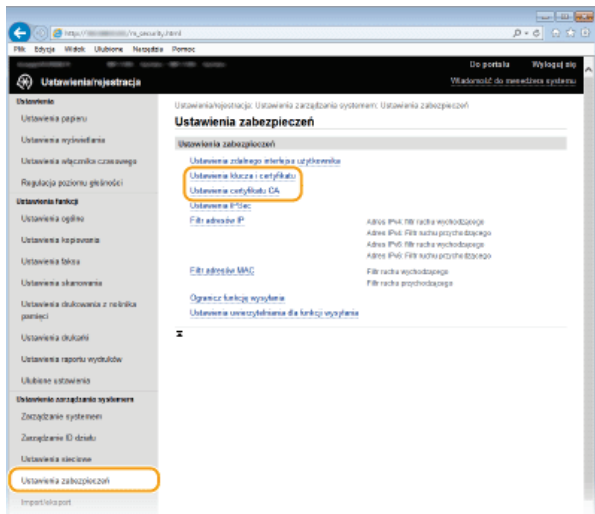 http:// /m_security.html
Plik Edycja Widok Ulubione Narzędzia Pomoc
Do portalu Wyloguj się
Ustawienia/rejestracja
Wiadomość do menedżera systemu
Ustawienia
Ustawienia papieru
Ustawienia wyświetlania
Ustawienia włącznika czasowego
Regulacja poziomu głośności
Ustawienia funkcji
Ustawienia ogólne
Ustawienia kopiowania
Ustawienia faksu
Ustawienia skanowania
Ustawienia drukowania z nośnika
pamięci
Ustawienia drukarki
Ustawienia raportu wydruków
Ulubione ustawienia
Ustawienia zarządzania systemem
Zarządzanie systemem
Zarządzanie ID działu
Ustawienia sieciowe
Ustawienia zabezpieczeń
Import/eksport
Ustawienia/rejestracja: Ustawienia zarządzania systemem: Ustawienia zabezpieczeń
Ustawienia zabezpieczeń
Ustawienia zabezpieczeń
Ustawienia zdalnego interfejsu użytkownika
Ustawienia klucza i certyfikatu
Ustawienia certyfikatu CA
Ustawienia IPSec
Filtr adresów IP
Adres IPv4: filtr ruchu wychodzącego
Adres IPv4: Filtr ruchu przychodzącego
Adres IPv6: filtr ruchu wychodzącego
Adres IPv6: Filtr ruchu przychodzącego
Filtr adresów MAC
Filtr ruchu wychodzącego
Filtr ruchu przychodzącego
Ogranicz funkcję wysyłania
Ustawienia uwierzytelniania dla funkcji wysyłania